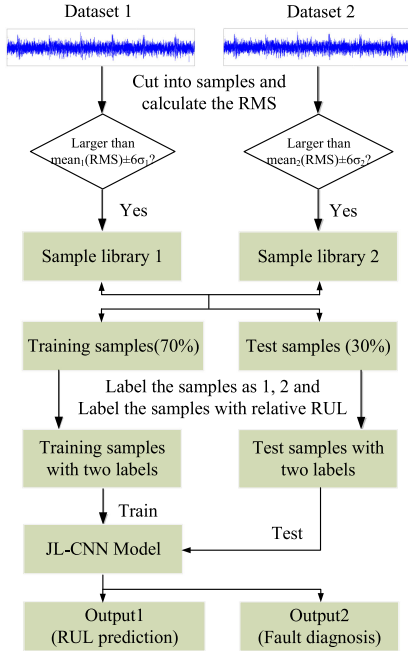 Dataset 1
Dataset 2
Cut into samples and
calculate the RMS
Larger than
mean₁(RMS)±6σ₁?
Larger than
mean₂(RMS)±6σ₂?
Yes
Yes
Sample library 1
Sample library 2
Training samples(70%)
Test samples (30%)
Label the samples as 1, 2 and
Label the samples with relative RUL
Training samples
with two labels
Test samples with
two labels
Train
Test
JL-CNN Model
Output1
(RUL prediction)
Output2
(Fault diagnosis)